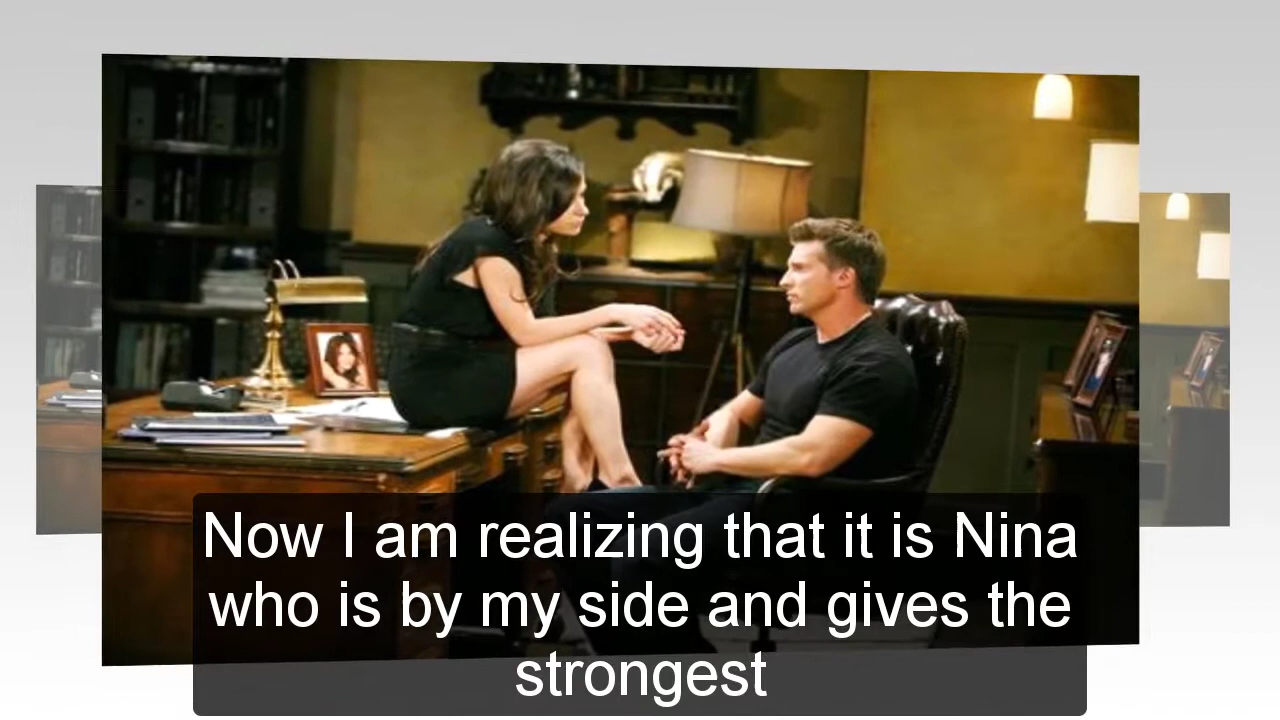 Now I am realizing that it is Nina
who is by my side and gives the
strongest